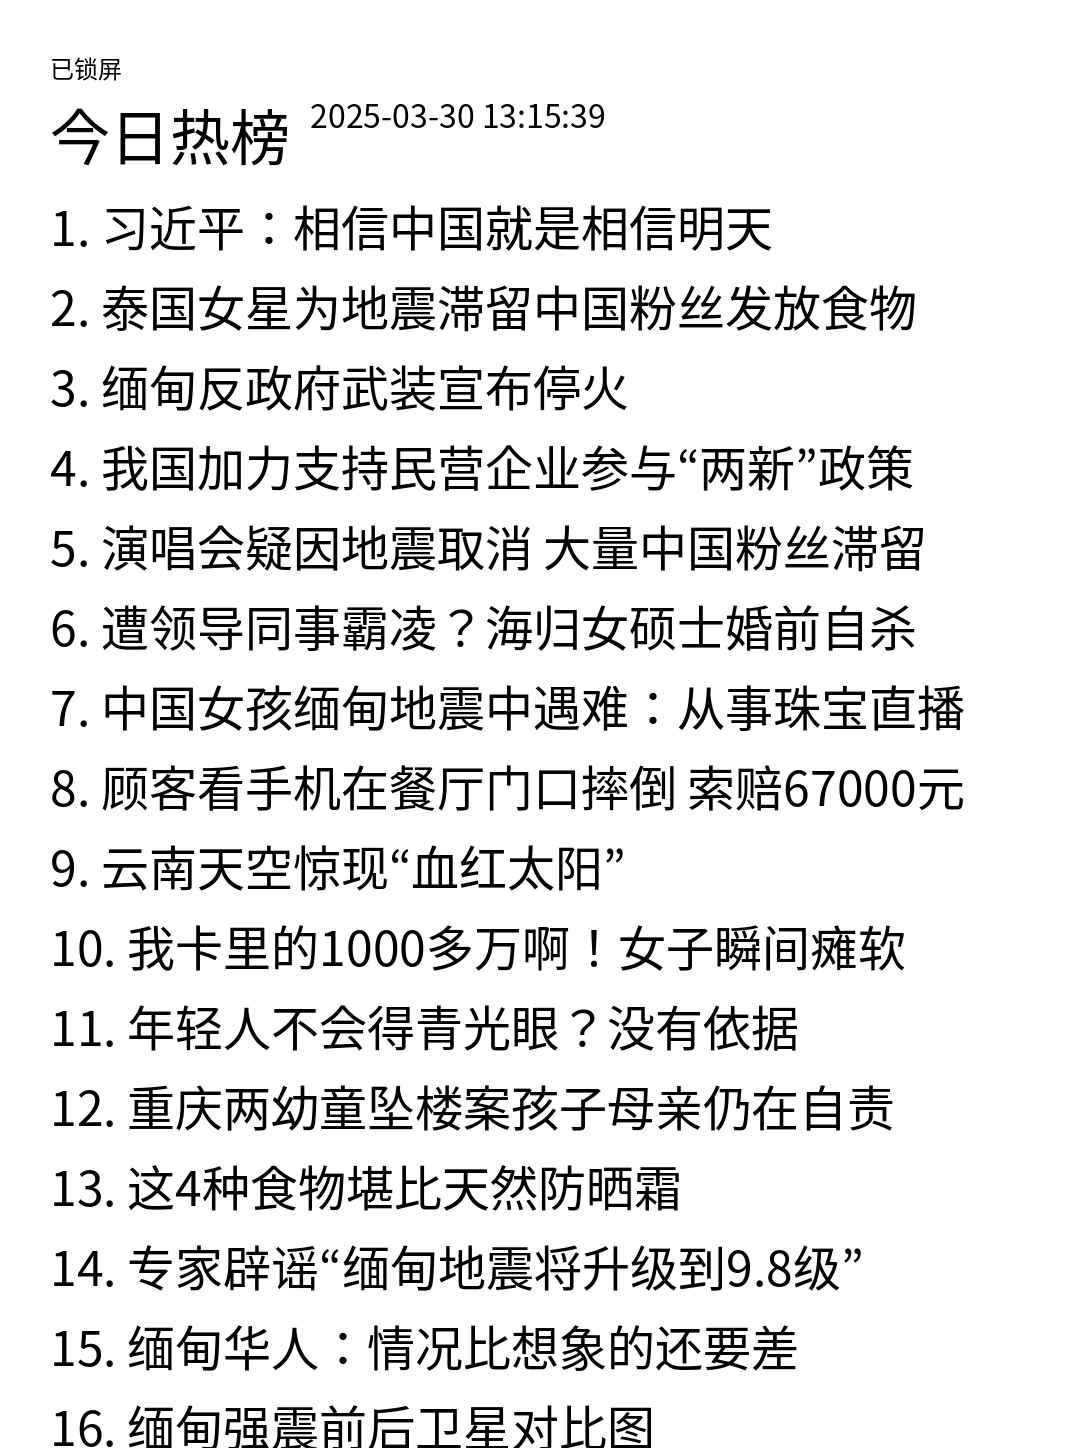 已锁屏
今日热榜 2025-03-30 13:15:39
1. 习近平：相信中国就是相信明天
2. 泰国女星为地震滞留中国粉丝发放食物
3. 缅甸反政府武装宣布停火
4. 我国加力支持民营企业参与“两新”政策
5. 演唱会疑因地震取消 大量中国粉丝滞留
6. 遭领导同事霸凌？海归女硕士婚前自杀
7. 中国女孩缅甸地震中遇难：从事珠宝直播
8. 顾客看手机在餐厅门口摔倒 索赔67000元
9. 云南天空惊现“血红太阳”
10. 我卡里的1000多万啊！女子瞬间瘫软
11. 年轻人不会得青光眼？没有依据
12. 重庆两幼童坠楼案孩子母亲仍在自责
13. 这4种食物堪比天然防晒霜
14. 专家辟谣“缅甸地震将升级到9.8级”
15. 缅甸华人：情况比想象的还要差
16. 缅甸强震前后卫星对比图